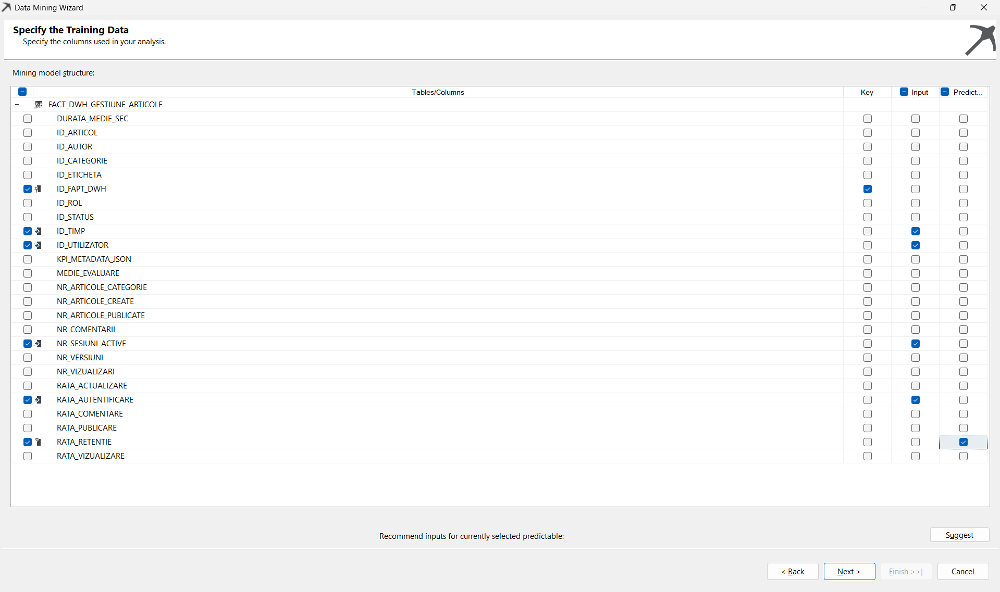 Data Mining Wizard
Specify the Training Data
Specify the columns used in your analysis.
Mining model structure:
Tables/Columns Key Input Predict...
FACT_DWH_GESTIUNE_ARTICOLE
DURATA_MEDIE_SEC
ID_ARTICOL
ID_AUTOR
ID_CATEGORIE
ID_ETICHETA
ID_FAPT_DWH
ID_ROL
ID_STATUS
ID_TIMP
ID_UTILIZATOR
KPI_METADATA_JSON
MEDIE_EVALUARE
NR_ARTICOLE_CATEGORIE
NR_ARTICOLE_CREATE
NR_ARTICOLE_PUBLICATE
NR_COMENTARII
NR_SESIUNI_ACTIVE
NR_VERSIUNI
NR_VIZUALIZARI
RATA_ACTUALIZARE
RATA_AUTENTIFICARE
RATA_COMENTARE
RATA_PUBLICARE
RATA_RETENTIE
RATA_VIZUALIZARE
Recommend inputs for currently selected predictable: Suggest
< Back Next > Finish >>| Cancel